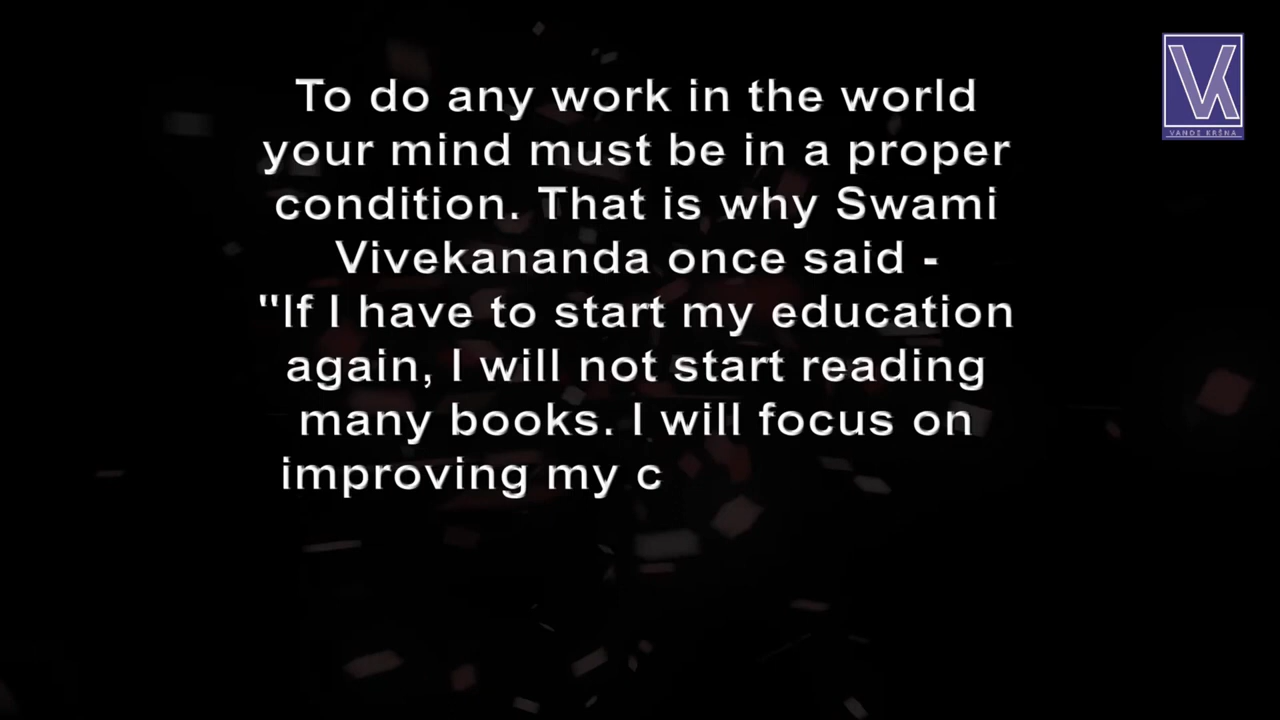 To do any work in the world
your mind must be in a proper
condition. That is why Swami
Vivekananda once said -
"If I have to start my education
again, I will not start reading
many books. I will focus on
improving my c
VK
VANDE KRSNA